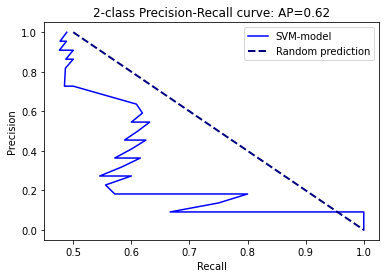 2-class Precision-Recall curve: AP=0.62
SVM-model
Random prediction
Precision
1.0
0.8
0.6
0.4
0.2
0.0
0.5 0.6 0.7 0.8 0.9 1.0
Recall